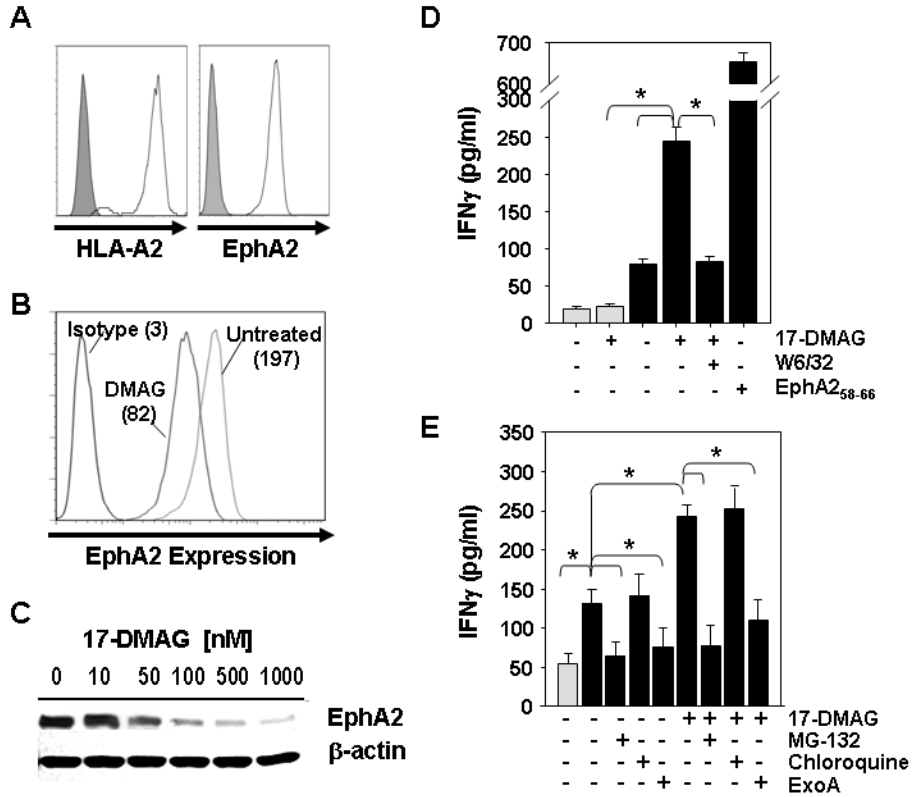 A
HLA-A2
EphA2
B
Isotype (3)
Untreated
(197)
DMAG
(82)
EphA2 Expression
C
17-DMAG [nM]
0 10 50 100 500 1000
EphA2
β-actin
D
IFNγ (pg/ml)
700
600
300
250
200
150
100
50
0
* *
- + - + + - 17-DMAG
- - - - + - W6/32
- - - - - + EphA2₅₈₋₆₆
E
IFNγ (pg/ml)
350
300
250
200
150
100
50
0
* * * *
- - - - - + + + + 17-DMAG
- - + - - - + - - MG-132
- - - + - - - + - Chloroquine
- - - - + - - - + ExoA